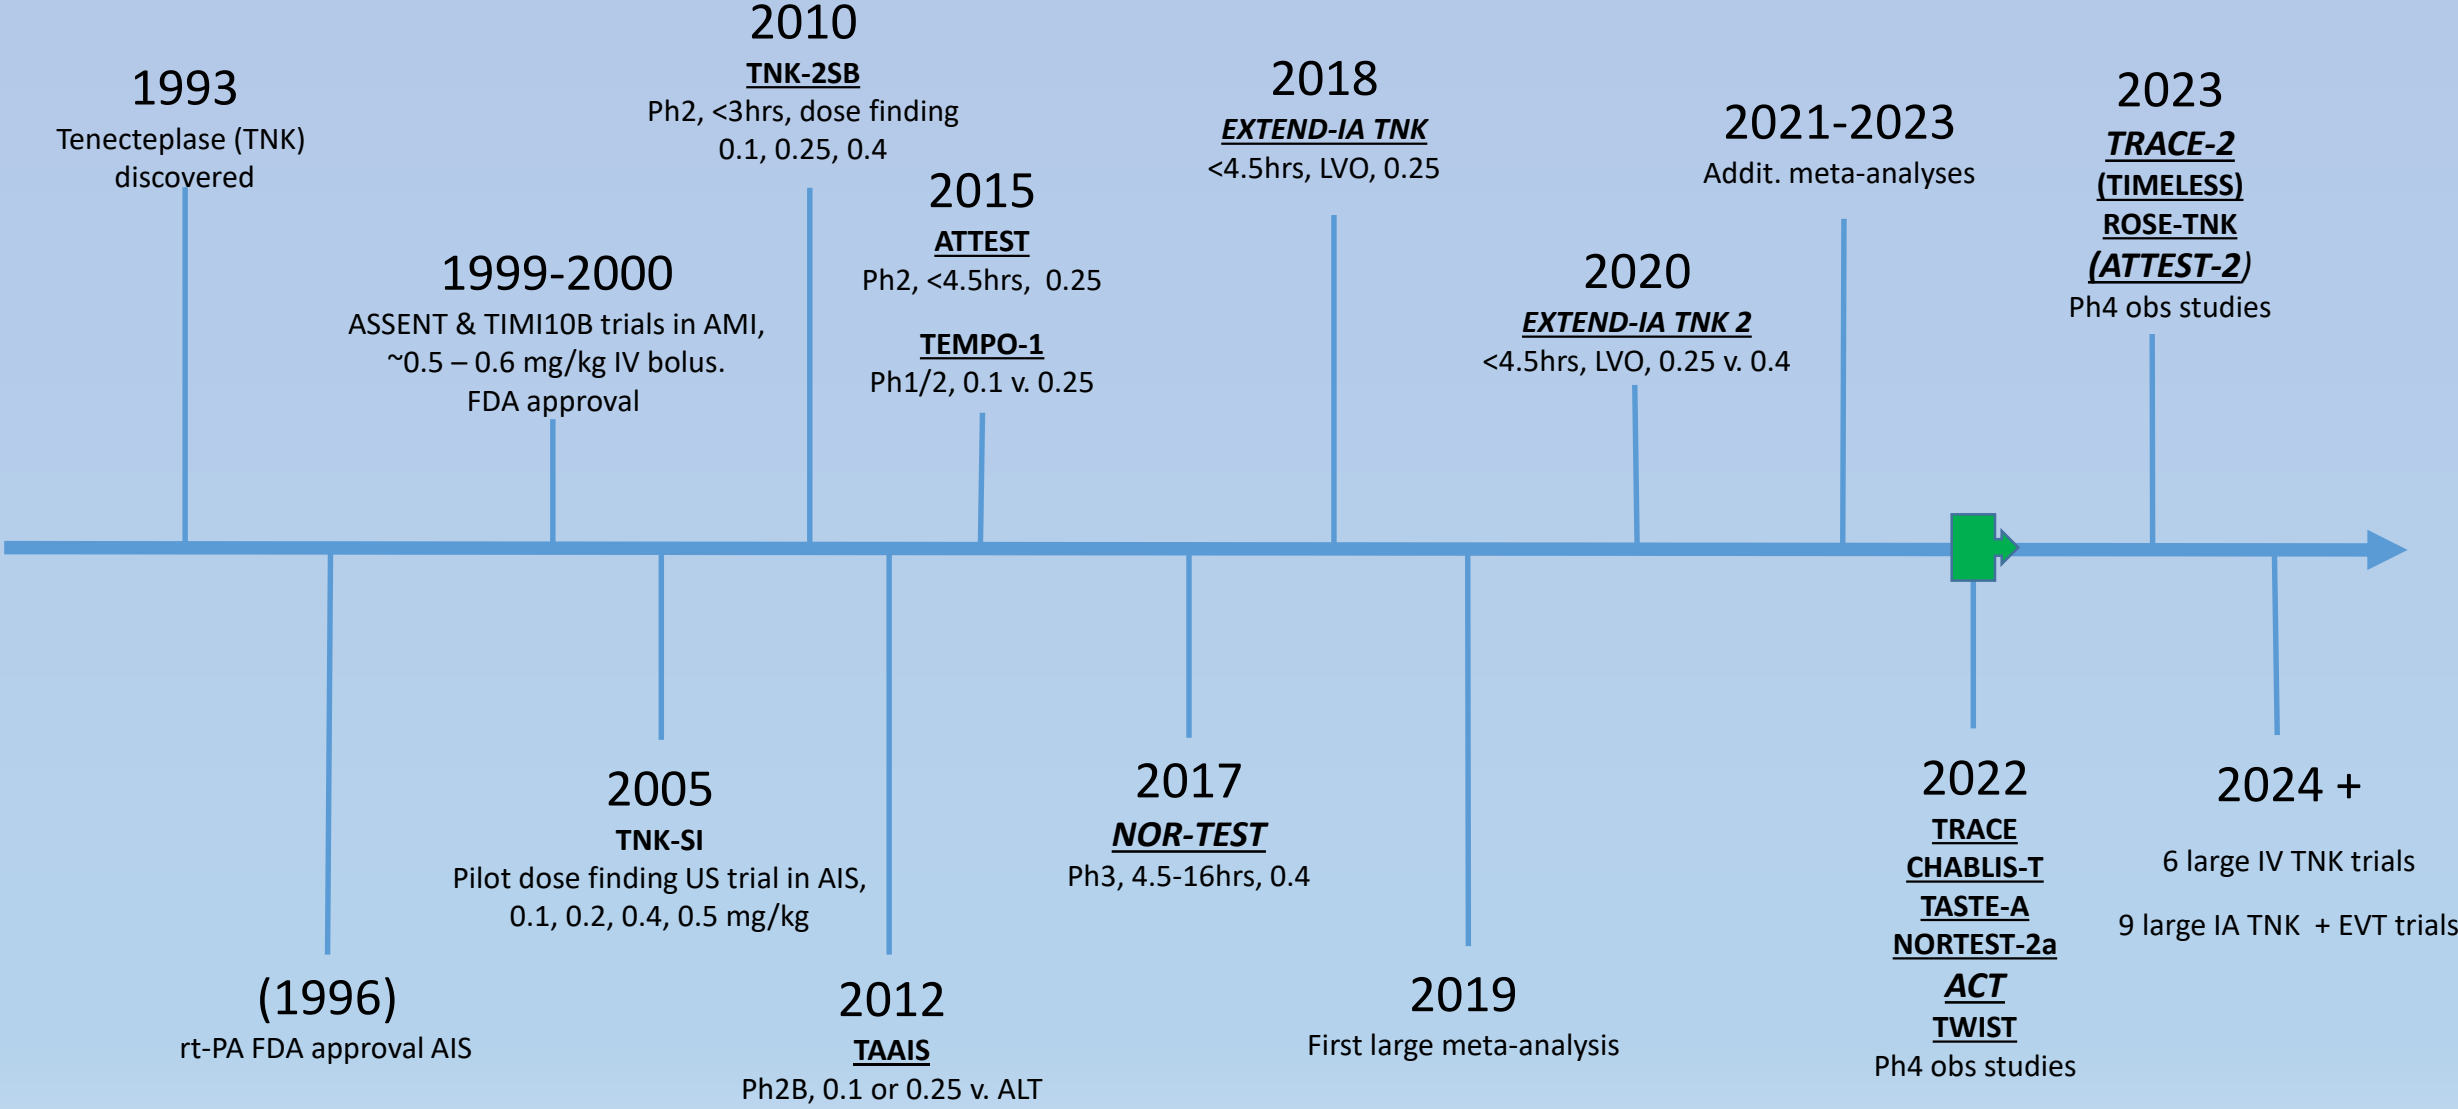 1993
Tenecteplase (TNK)
discovered
(1996)
rt-PA FDA approval AIS
1999-2000
ASSENT & TIMI10B trials in AMI,
~0.5 – 0.6 mg/kg IV bolus.
FDA approval
2005
TNK-SI
Pilot dose finding US trial in AIS,
0.1, 0.2, 0.4, 0.5 mg/kg
2010
TNK-2SB
Ph2, <3hrs, dose finding
0.1, 0.25, 0.4
2012
TAAIS
Ph2B, 0.1 or 0.25 v. ALT
2015
ATTEST
Ph2, <4.5hrs, 0.25
TEMPO-1
Ph1/2, 0.1 v. 0.25
2017
NOR-TEST
Ph3, 4.5-16hrs, 0.4
2018
EXTEND-IA TNK
<4.5hrs, LVO, 0.25
2019
First large meta-analysis
2020
EXTEND-IA TNK 2
<4.5hrs, LVO, 0.25 v. 0.4
2021-2023
Addit. meta-analyses
2022
TRACE
CHABLIS-T
TASTE-A
NORTEST-2a
ACT
TWIST
Ph4 obs studies
2023
TRACE-2
(TIMELESS)
ROSE-TNK
(ATTEST-2)
Ph4 obs studies
2024 +
6 large IV TNK trials
9 large IA TNK + EVT trials